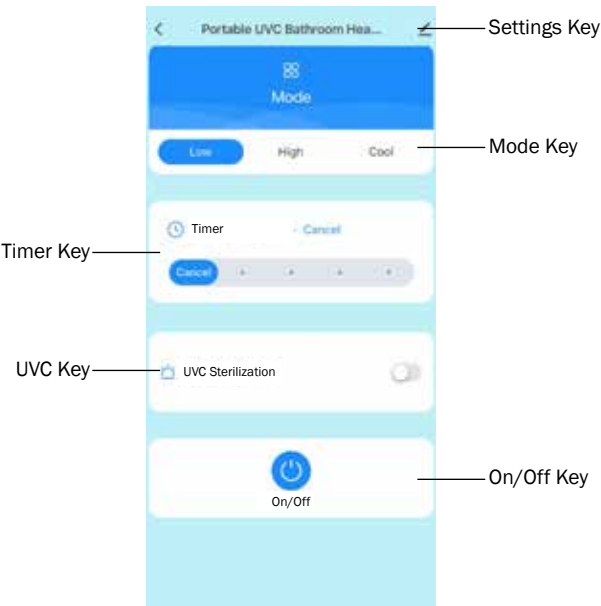 Portable UVC Bathroom Hea...
Settings Key
Mode
Low High Cool
Mode Key
Timer - Cancel
Timer Key
Cancel
UVC Key
UVC Sterilization
On/Off Key
On/Off